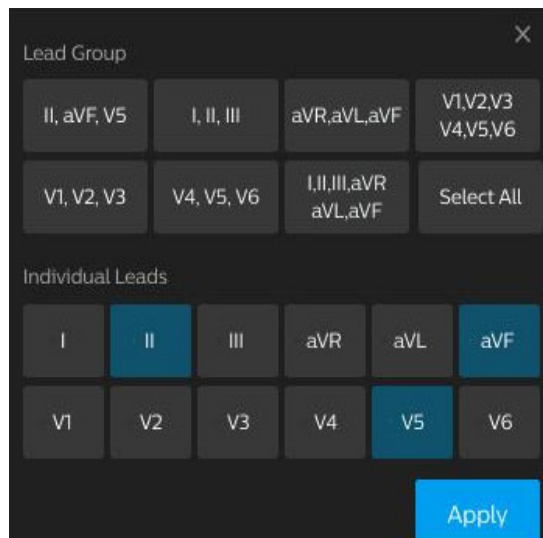 Lead Group
II, aVF, V5 I, II, III aVR,aVL,aVF V1,V2,V3
V4,V5,V6
V1, V2, V3 V4, V5, V6 I,II,III,aVR
aVL,aVF Select All
Individual Leads
I II III aVR aVL aVF
V1 V2 V3 V4 V5 V6
Apply